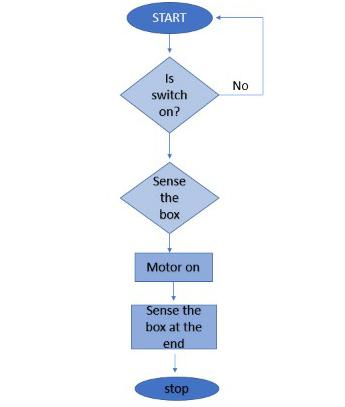 START
Is
switch
on?
No
Sense
the
box
Motor on
Sense the
box at the
end
stop